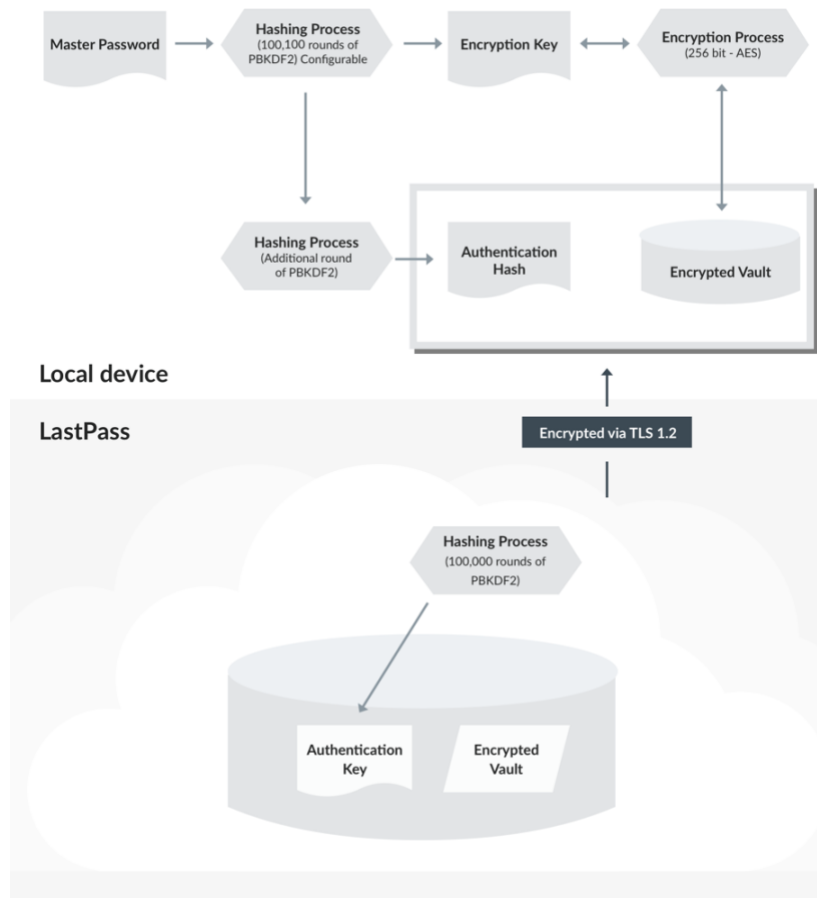 Master Password
Hashing Process
(100,100 rounds of
PBKDF2) Configurable
Encryption Key
Encryption Process
(256 bit - AES)
Hashing Process
(Additional round
of PBKDF2)
Authentication
Hash
Encrypted Vault
Local device
LastPass
Encrypted via TLS 1.2
Hashing Process
(100,000 rounds of
PBKDF2)
Authentication
Key
Encrypted
Vault